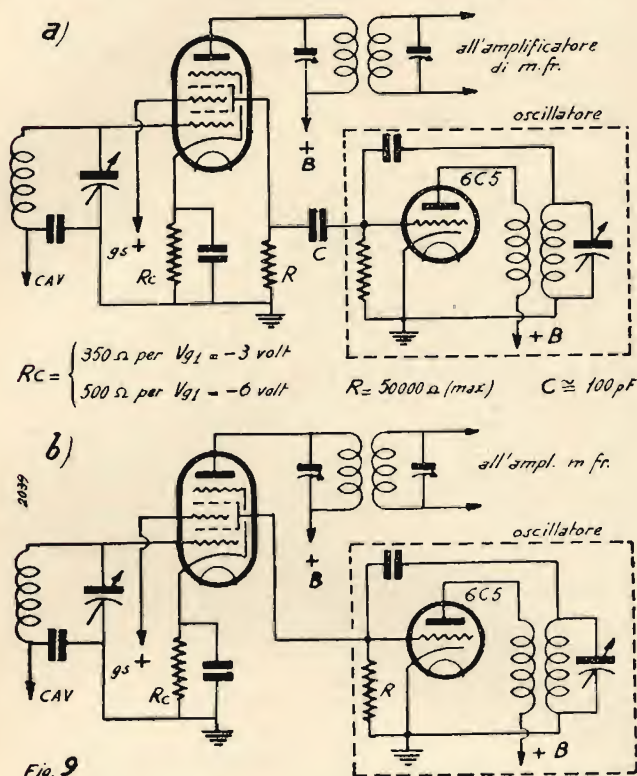 a)
all'amplificatore
di m.fr.
+
B
oscillatore
6C5
gs +
CAV
Rc
R
C
+ B
Rc = { 350 Ω per Vg1 = -3 volt
500 Ω per Vg1 = -6 volt
R = 50000 Ω (max)
C ≅ 100 pF
b)
2039
all'ampl. m fr.
+
B
oscillatore
6C5
gs +
CAV
Rc
R
+ B
Fig. 9